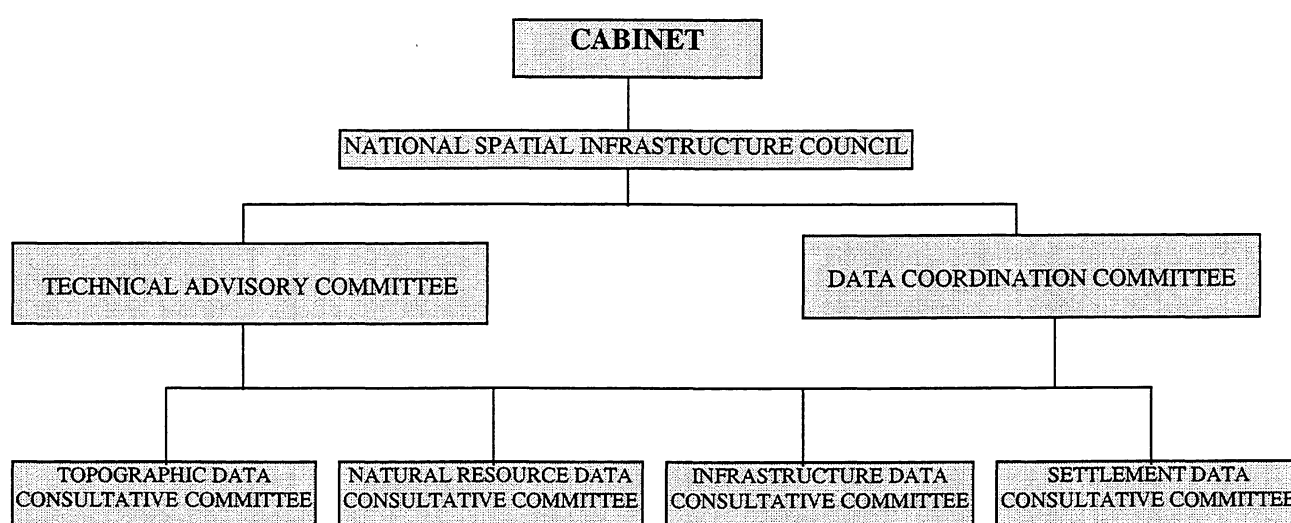 CABINET
NATIONAL SPATIAL INFRASTRUCTURE COUNCIL
TECHNICAL ADVISORY COMMITTEE
DATA COORDINATION COMMITTEE
TOPOGRAPHIC DATA
CONSULTATIVE COMMITTEE
NATURAL RESOURCE DATA
CONSULTATIVE COMMITTEE
INFRASTRUCTURE DATA
CONSULTATIVE COMMITTEE
SETTLEMENT DATA
CONSULTATIVE COMMITTEE